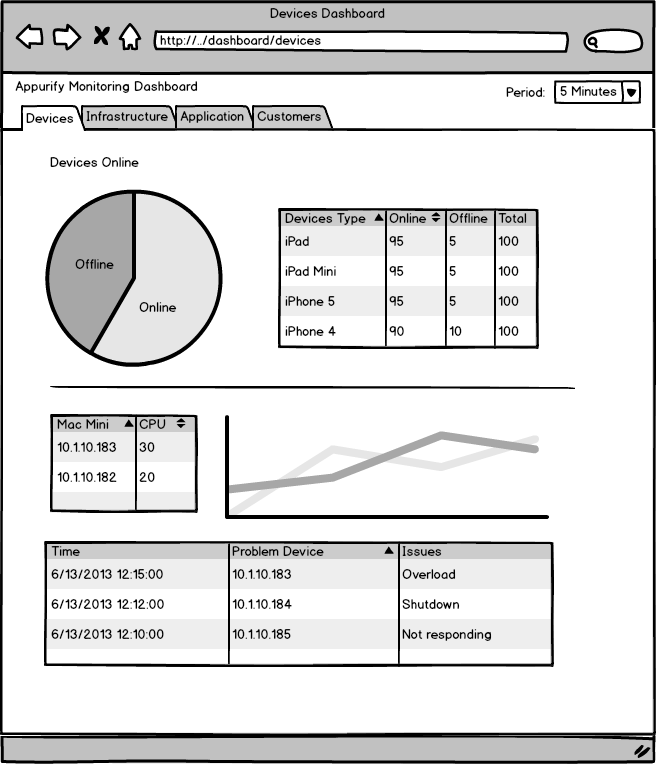 Devices Dashboard
http://../dashboard/devices
Appurify Monitoring Dashboard
Period: 5 Minutes
Devices Infrastructure Application Customers
Devices Online
Offline
Online
Devices Type Online Offline Total
iPad 95 5 100
iPad Mini 95 5 100
iPhone 5 95 5 100
iPhone 4 90 10 100
Mac Mini CPU
10.1.10.183 30
10.1.10.182 20
Time Problem Device Issues
6/13/2013 12:15:00 10.1.10.183 Overload
6/13/2013 12:12:00 10.1.10.184 Shutdown
6/13/2013 12:10:00 10.1.10.185 Not responding